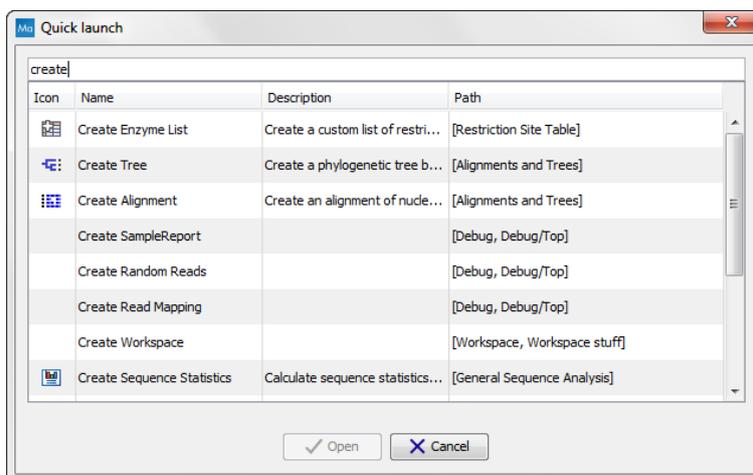 Ma Quick launch
create
Icon Name Description Path
Create Enzyme List Create a custom list of restri... [Restriction Site Table]
Create Tree Create a phylogenetic tree b... [Alignments and Trees]
Create Alignment Create an alignment of nucle... [Alignments and Trees]
Create SampleReport [Debug, Debug/Top]
Create Random Reads [Debug, Debug/Top]
Create Read Mapping [Debug, Debug/Top]
Create Workspace [Workspace, Workspace stuff]
Create Sequence Statistics Calculate sequence statistics... [General Sequence Analysis]
Open Cancel